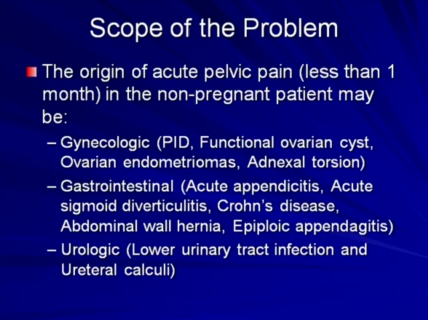 Scope of the Problem
The origin of acute pelvic pain (less than 1
month) in the non-pregnant patient may
be:
– Gynecologic (PID, Functional ovarian cyst,
Ovarian endometriomas, Adnexal torsion)
– Gastrointestinal (Acute appendicitis, Acute
sigmoid diverticulitis, Crohn's disease,
Abdominal wall hernia, Epiploic appendagitis)
– Urologic (Lower urinary tract infection and
Ureteral calculi)